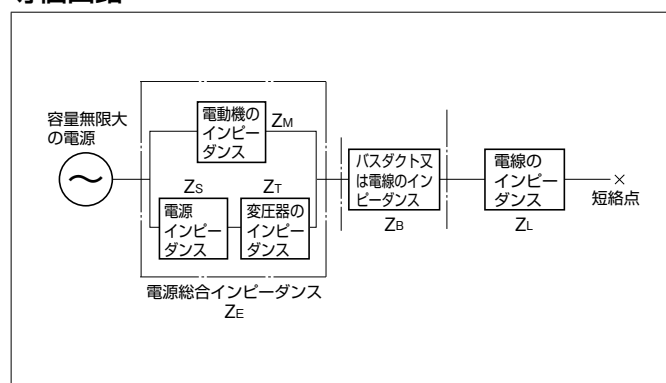 容量無限大
の電源
電動機の
インピー
ダンス
ZM
ZS
電源
インピー
ダンス
ZT
変圧器の
インピー
ダンス
電源総合インピーダンス
ZE
バスダクト又
は電線のイン
ピーダンス
ZB
電線の
インピー
ダンス
ZL
短絡点